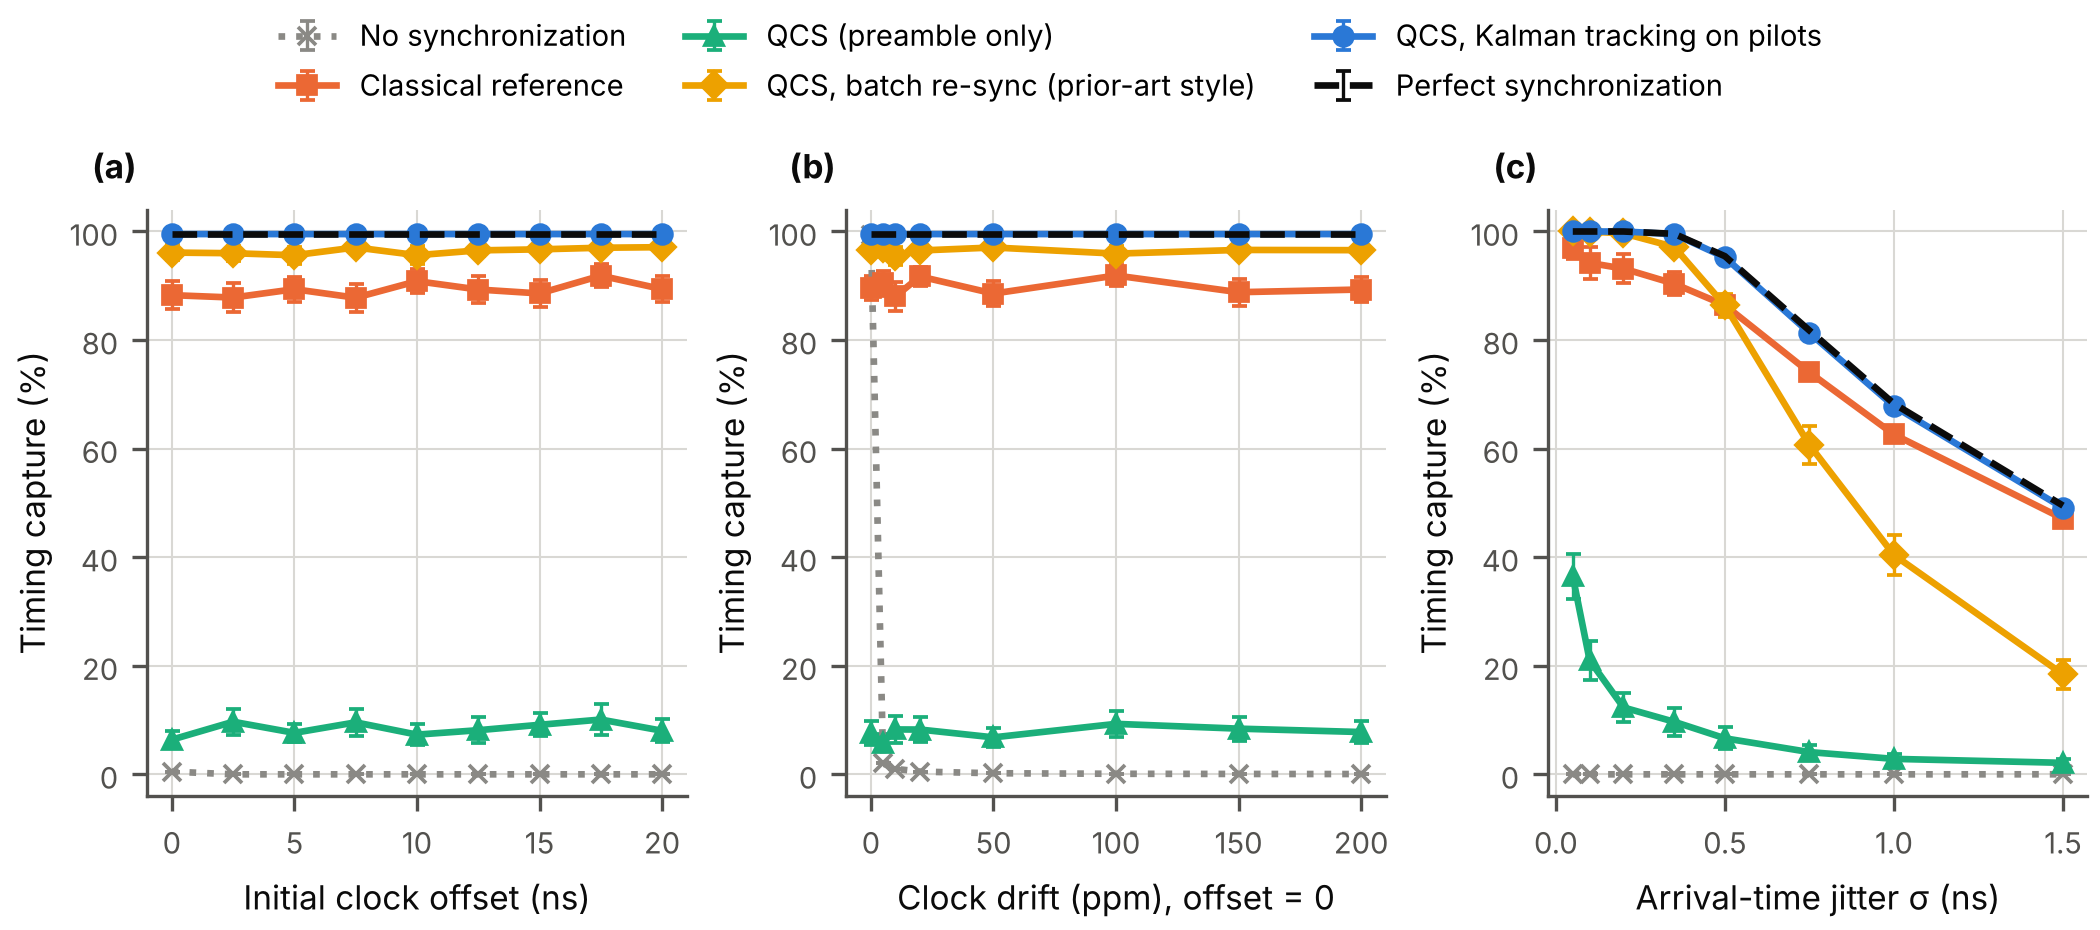 No synchronization
QCS (preamble only)
QCS, Kalman tracking on pilots
Classical reference
QCS, batch re-sync (prior-art style)
Perfect synchronization
(a)
Timing capture (%)
100
80
60
40
20
0
0 5 10 15 20
Initial clock offset (ns)
(b)
Timing capture (%)
100
80
60
40
20
0
0 50 100 150 200
Clock drift (ppm), offset = 0
(c)
Timing capture (%)
100
80
60
40
20
0
0.0 0.5 1.0 1.5
Arrival-time jitter σ (ns)